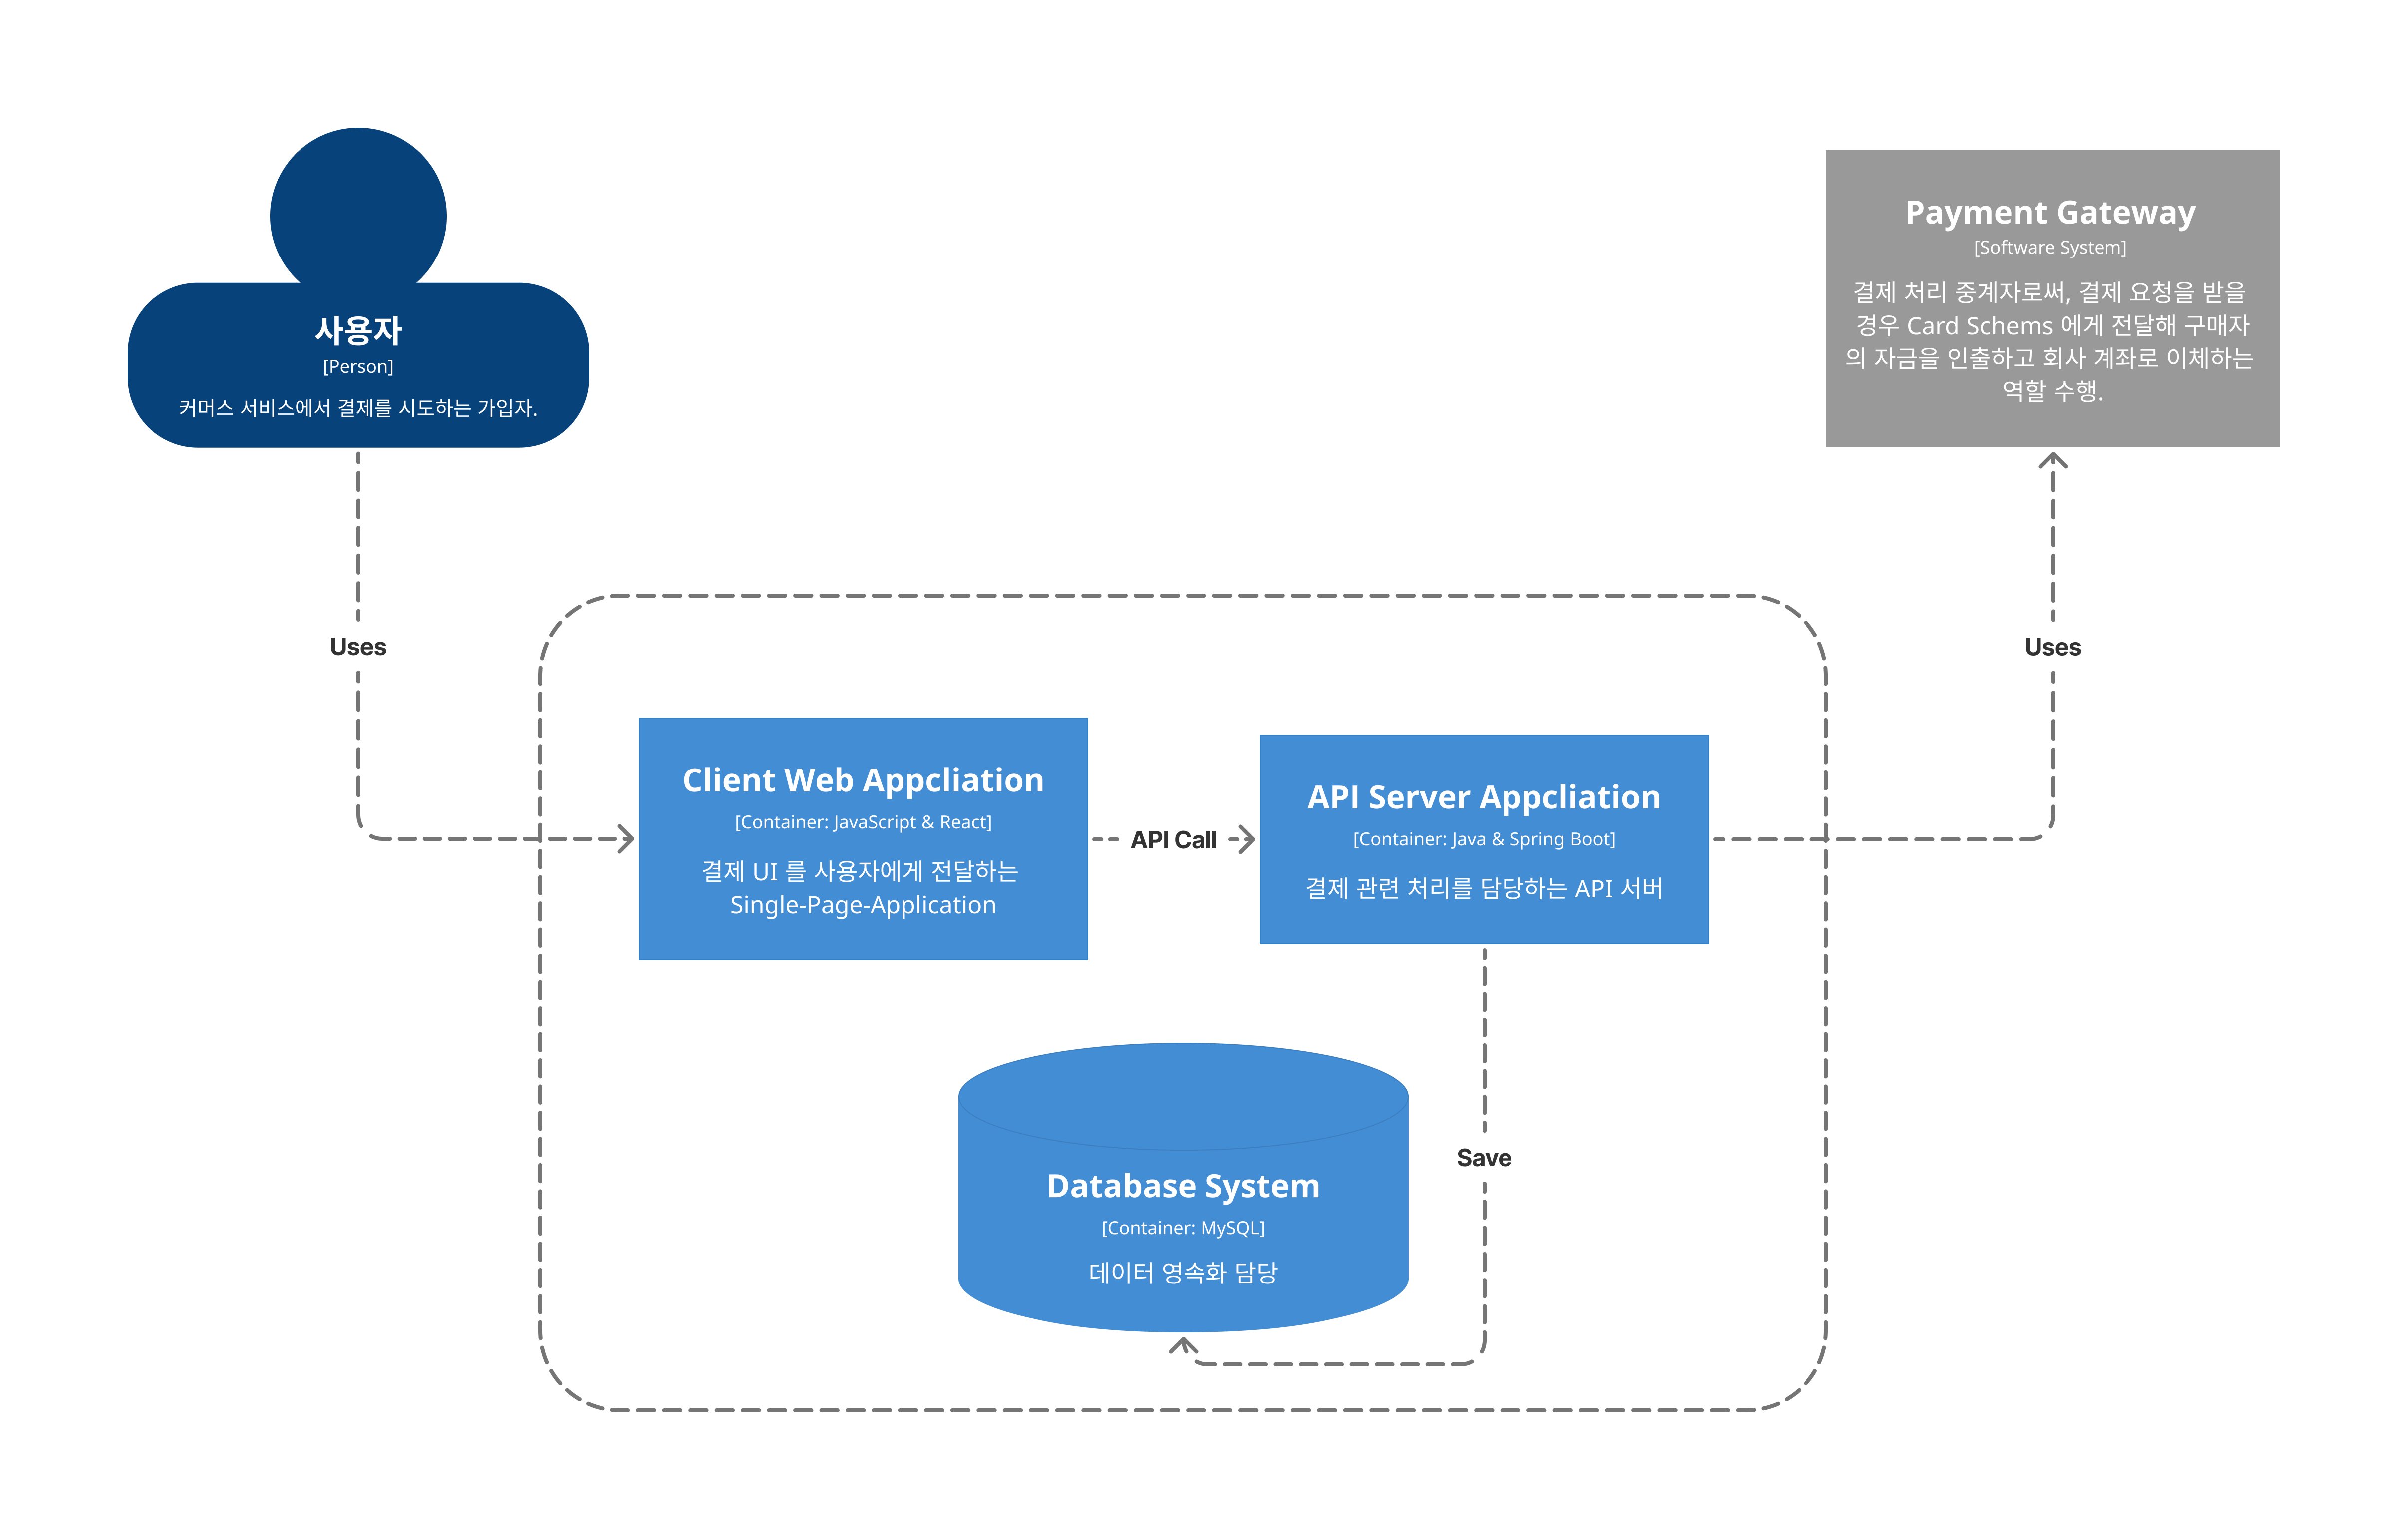 사용자
[Person]
커머스 서비스에서 결제를 시도하는 가입자.
Payment Gateway
[Software System]
결제 처리 중계자로써, 결제 요청을 받을
경우 Card Schems 에게 전달해 구매자
의 자금을 인출하고 회사 계좌로 이체하는
역할 수행.
Uses
Uses
Client Web Appcliation
[Container: JavaScript & React]
결제 UI 를 사용자에게 전달하는
Single-Page-Application
API Call
API Server Appcliation
[Container: Java & Spring Boot]
결제 관련 처리를 담당하는 API 서버
Save
Database System
[Container: MySQL]
데이터 영속화 담당